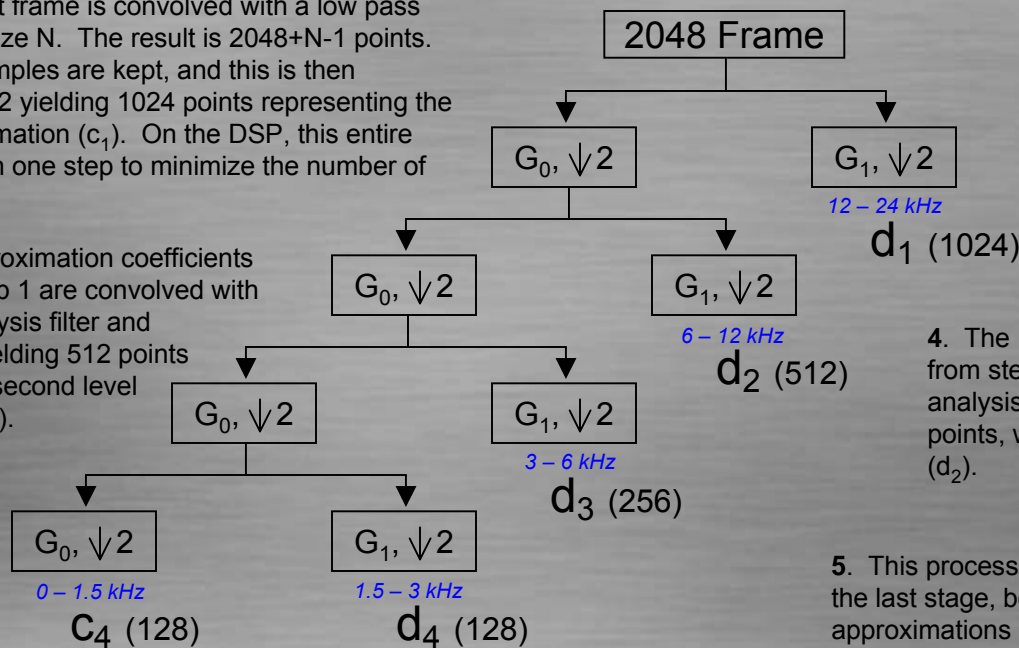 t frame is convolved with a low pass
ze N. The result is 2048+N-1 points.
mples are kept, and this is then
2 yielding 1024 points representing the
mation (c₁). On the DSP, this entire
n one step to minimize the number of
roximation coefficients
p 1 are convolved with
ysis filter and
elding 512 points
second level
).
2048 Frame
G₀, ↓2
G₁, ↓2
12 – 24 kHz
d₁ (1024)
G₀, ↓2
G₁, ↓2
6 – 12 kHz
d₂ (512)
G₀, ↓2
G₁, ↓2
3 – 6 kHz
d₃ (256)
G₀, ↓2
G₁, ↓2
0 – 1.5 kHz
1.5 – 3 kHz
c₄ (128)
d₄ (128)
4. The
from ste
analysis
points, v
(d₂).
5. This process
the last stage, b
approximations